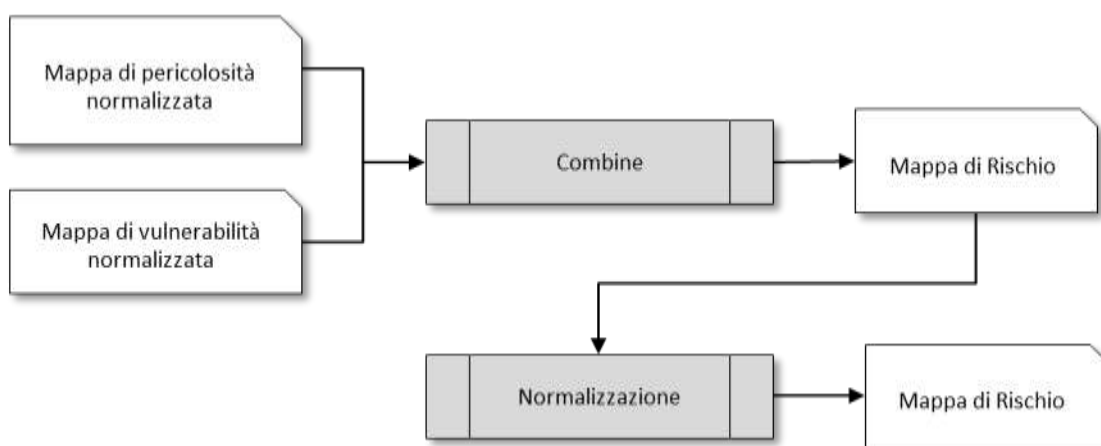 Mappa di pericolosità
normalizzata
Mappa di vulnerabilità
normalizzata
Combine
Mappa di Rischio
Normalizzazione
Mappa di Rischio